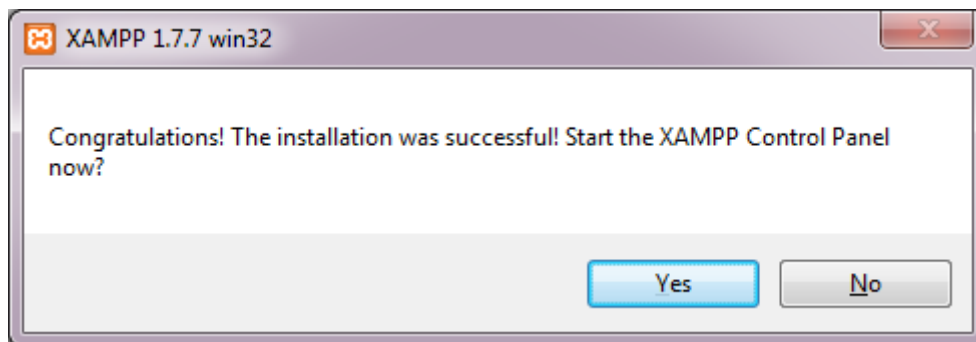 XAMPP 1.7.7 win32
Congratulations! The installation was successful! Start the XAMPP Control Panel
now?
Yes
No